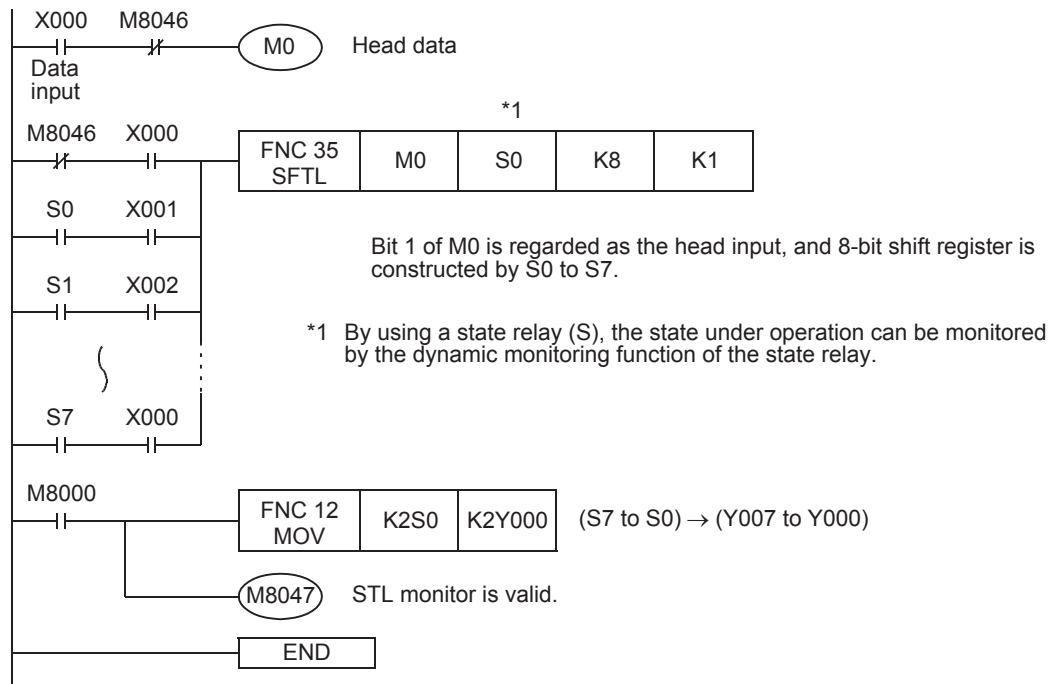 X000 M8046
M0 Head data
Data
input
*1
M8046 X000
FNC 35
SFTL M0 S0 K8 K1
S0 X001
Bit 1 of M0 is regarded as the head input, and 8-bit shift register is
constructed by S0 to S7.
S1 X002
*1 By using a state relay (S), the state under operation can be monitored
by the dynamic monitoring function of the state relay.
S7 X000
M8000
FNC 12
MOV K2S0 K2Y000 (S7 to S0) → (Y007 to Y000)
M8047 STL monitor is valid.
END